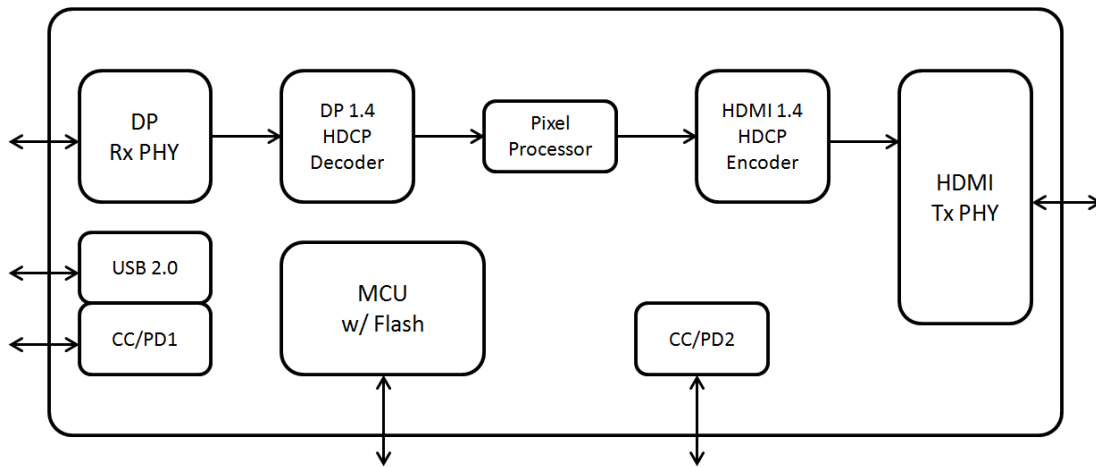 DP
Rx PHY
DP 1.4
HDCP
Decoder
Pixel
Processor
HDMI 1.4
HDCP
Encoder
HDMI
Tx PHY
USB 2.0
CC/PD1
MCU
w/ Flash
CC/PD2